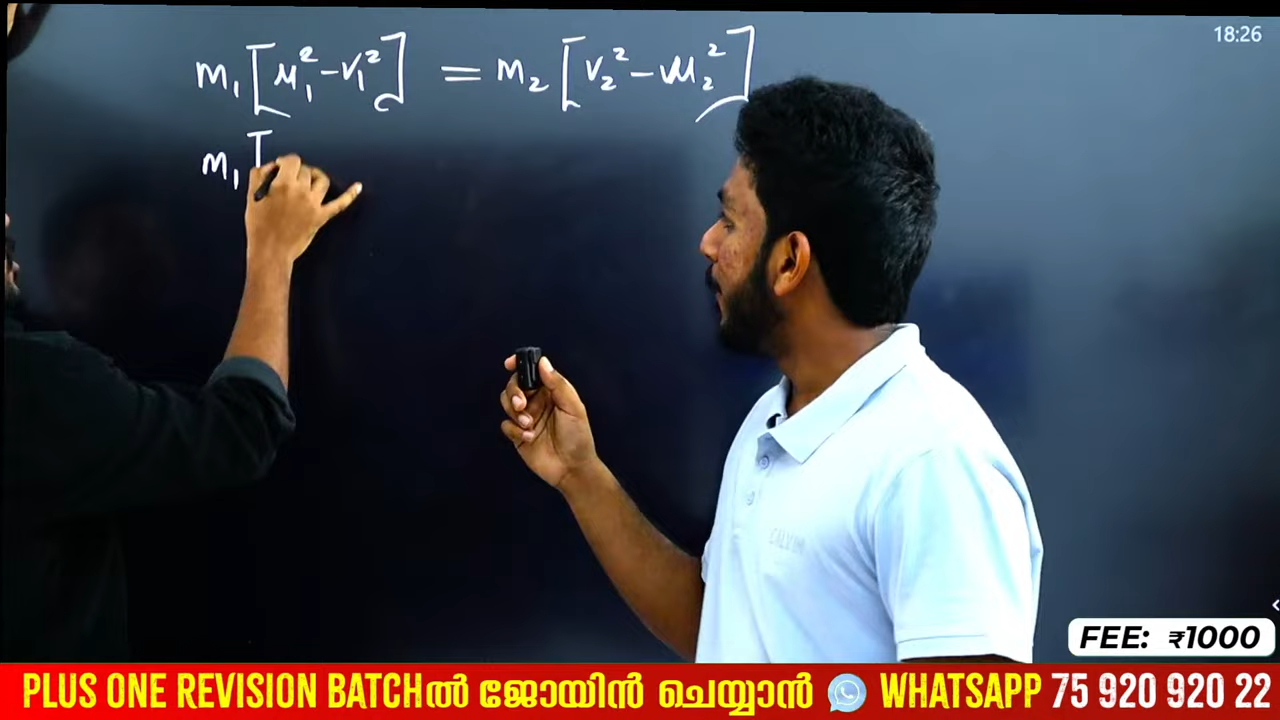 18:26
m₁[u₁²-v₁²] = m₂[v₂²-u₂²]
m₁[
CALVIN
FEE: ₹1000
PLUS ONE REVISION BATCHൽ ജോയിൻ ചെയ്യാൻ WHATSAPP 75 920 920 22